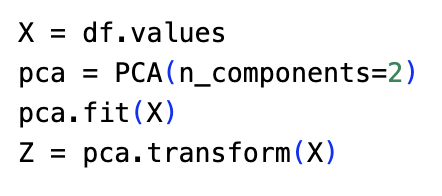 X = df.values
pca = PCA(n_components=2)
pca.fit(X)
Z = pca.transform(X)